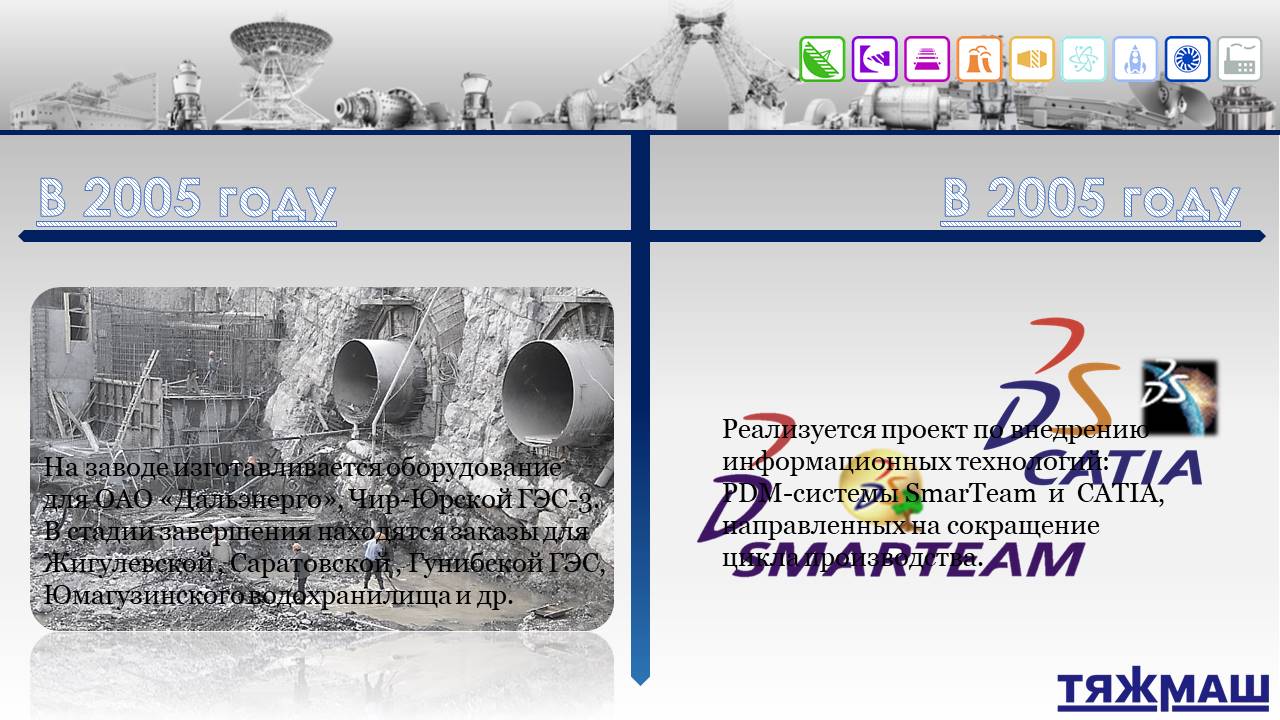 В 2005 году
На заводе изготавливается оборудование
для ОАО «Дальэнерго», Чир-Юрской ГЭС-3.
В стадии завершения находятся заказы для
Жигулевской , Саратовской , Гунибской ГЭС,
Юмагузинского водохранилища и др.
В 2005 году
Реализуется проект по внедрению
информационных технологий:
PDM-системы SmarTeam и CATIA,
направленных на сокращение
цикла производства.
CATIA
SMARTEAM
ТЯЖМАШ